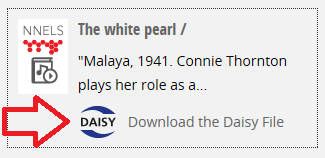 NNELS
The white pearl /
"Malaya, 1941. Connie Thornton
plays her role as a...
DAISY
Download the Daisy File